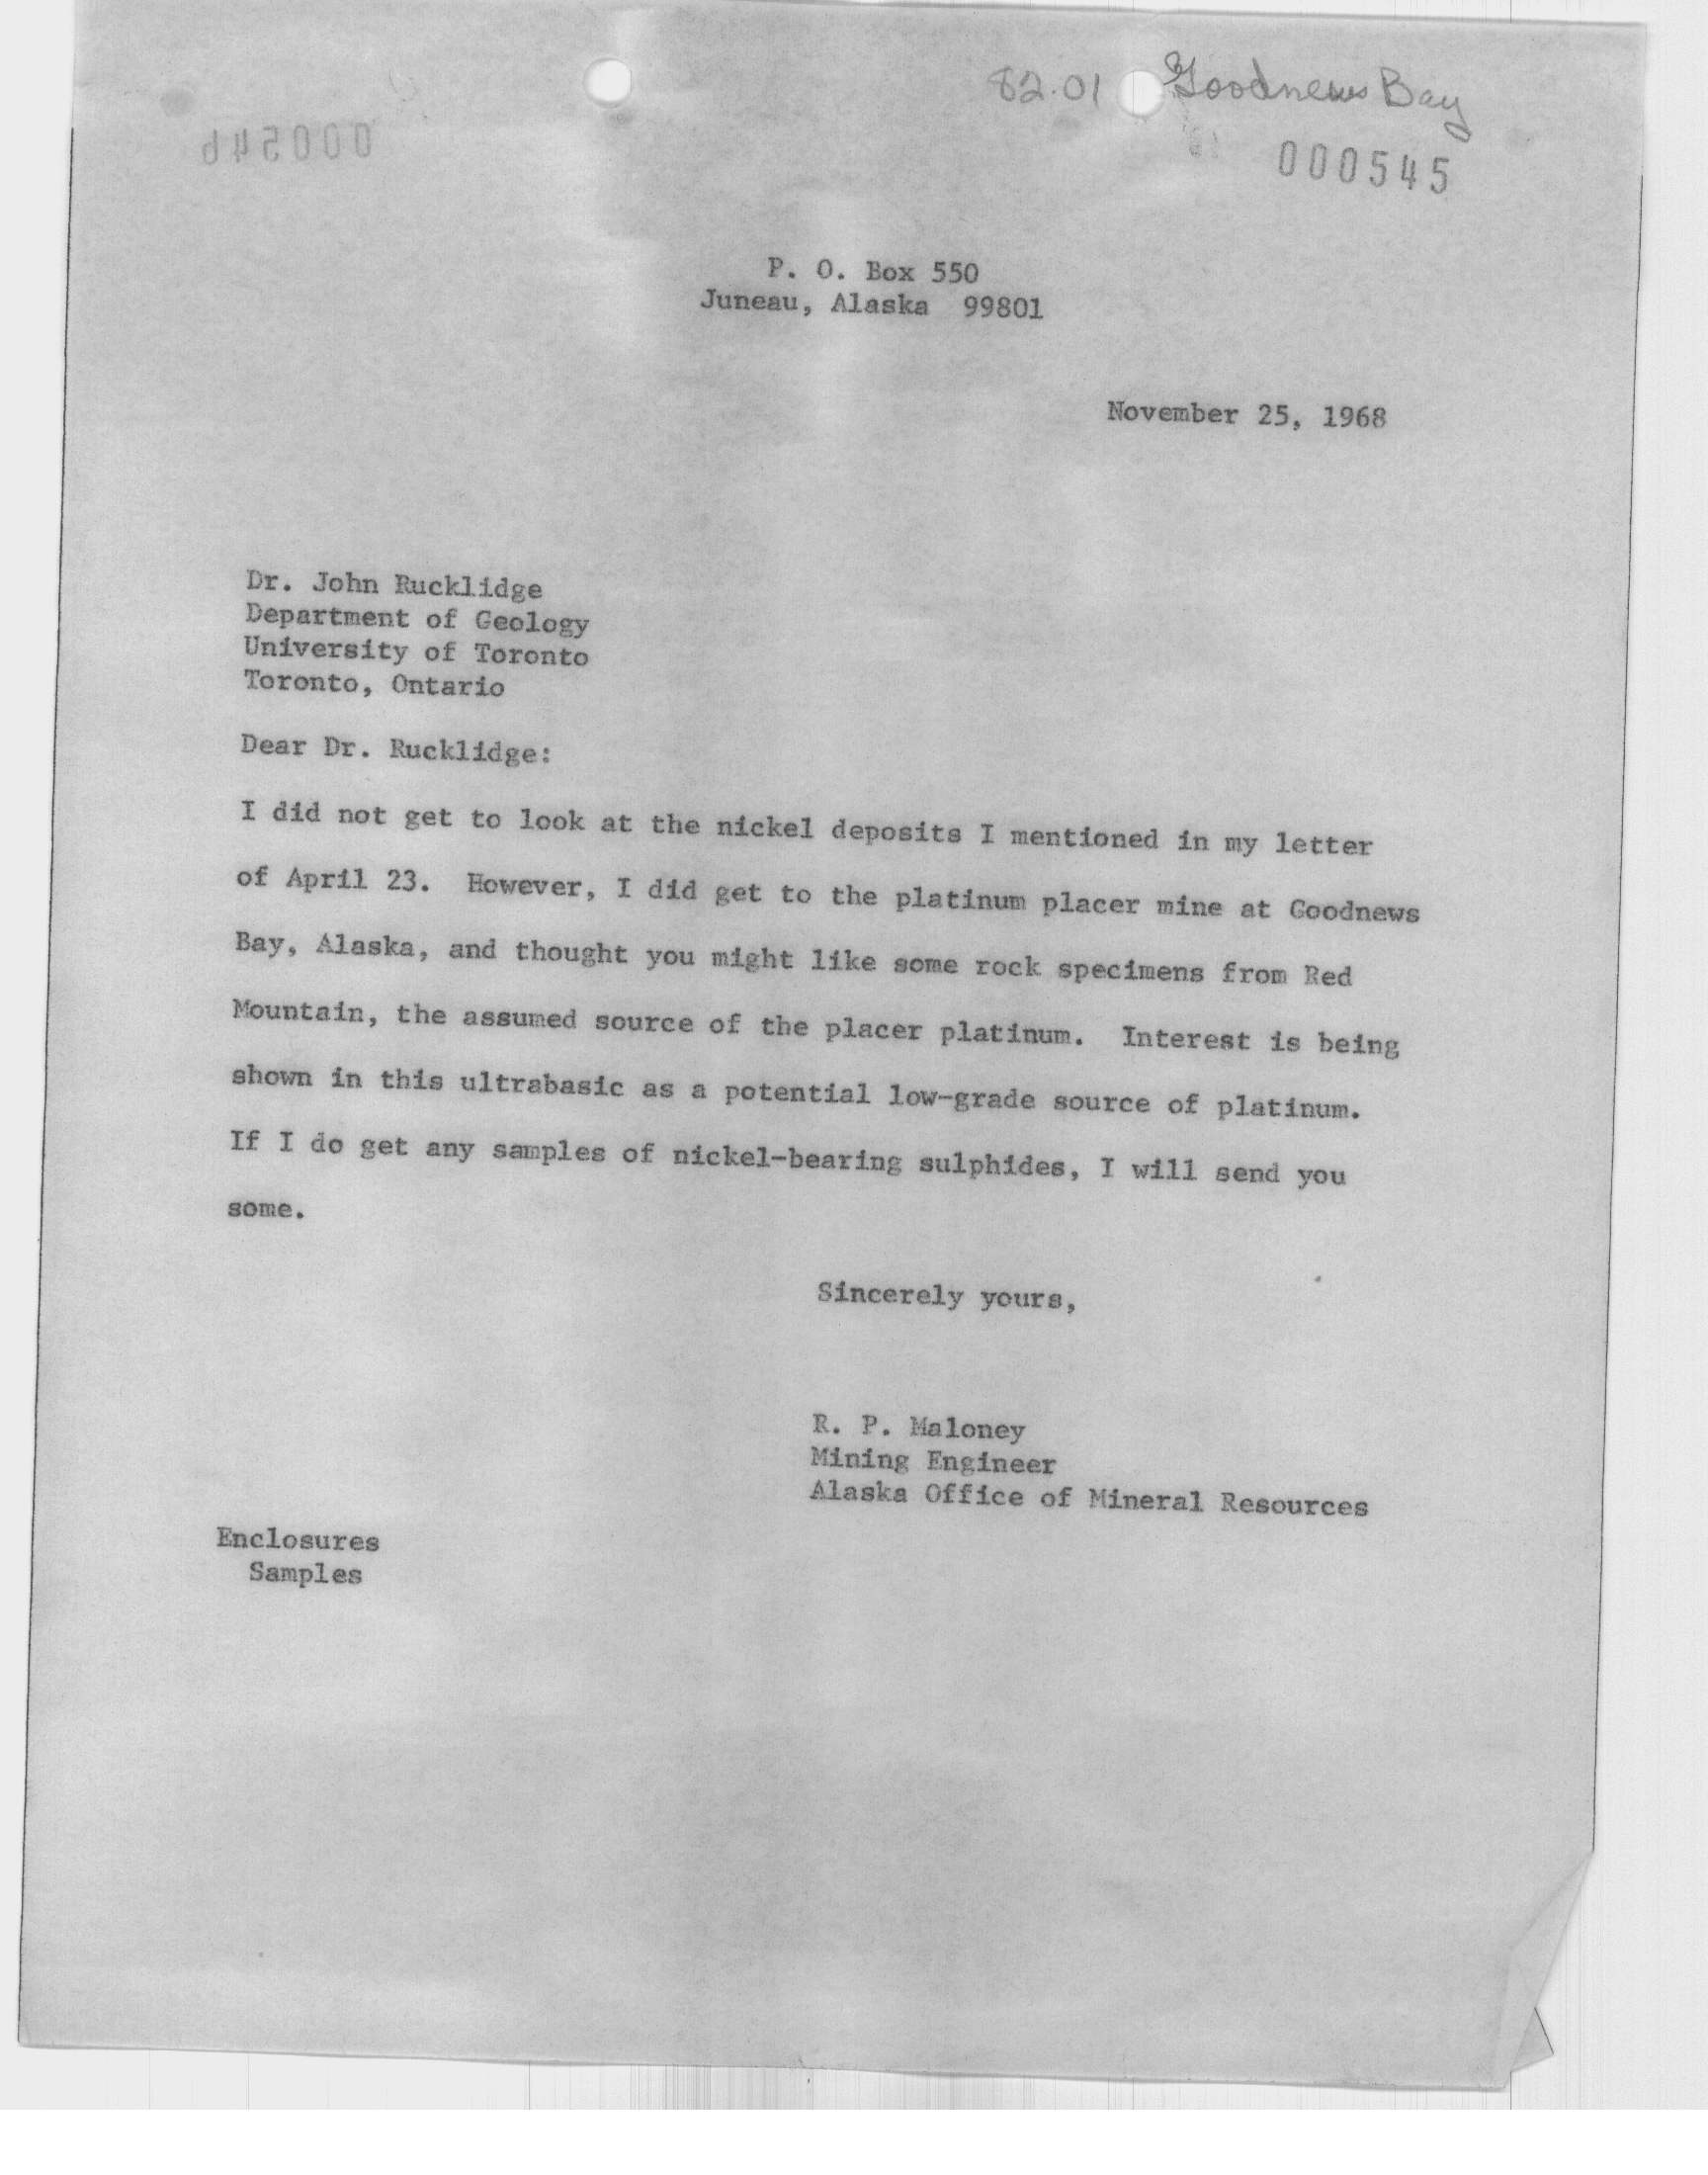 82.01 Goodnews Bay
000546 000545
P. O. Box 550
Juneau, Alaska  99801
November 25, 1968
Dr. John Rucklidge
Department of Geology
University of Toronto
Toronto, Ontario
Dear Dr. Rucklidge:
I did not get to look at the nickel deposits I mentioned in my letter
of April 23.  However, I did get to the platinum placer mine at Goodnews
Bay, Alaska, and thought you might like some rock specimens from Red
Mountain, the assumed source of the placer platinum.  Interest is being
shown in this ultrabasic as a potential low-grade source of platinum.
If I do get any samples of nickel-bearing sulphides, I will send you
some.
Sincerely yours,
R. P. Maloney
Mining Engineer
Alaska Office of Mineral Resources
Enclosures
Samples